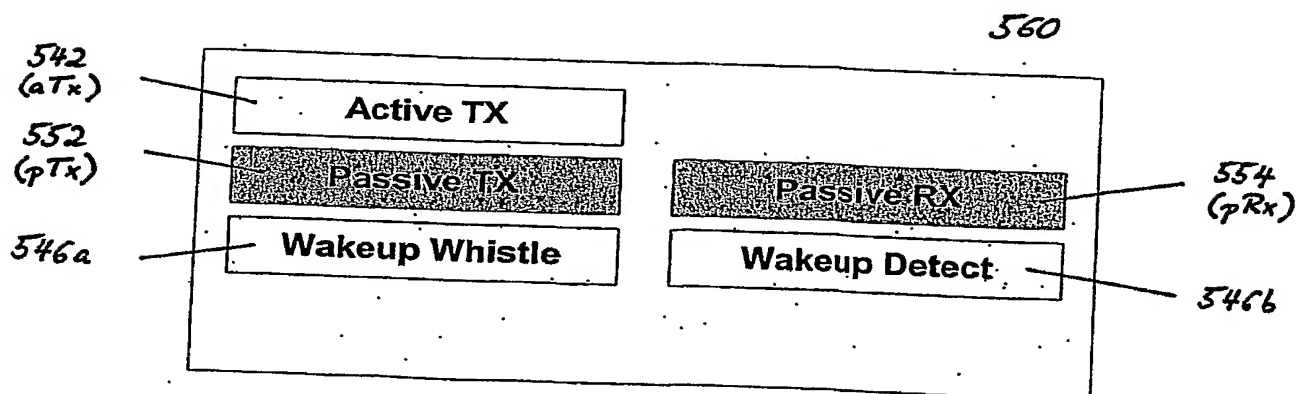 560
542
(aTx)
Active TX
552
(pTx)
Passive TX
Passive RX
554
(pRx)
546a
Wakeup Whistle
Wakeup Detect
546b